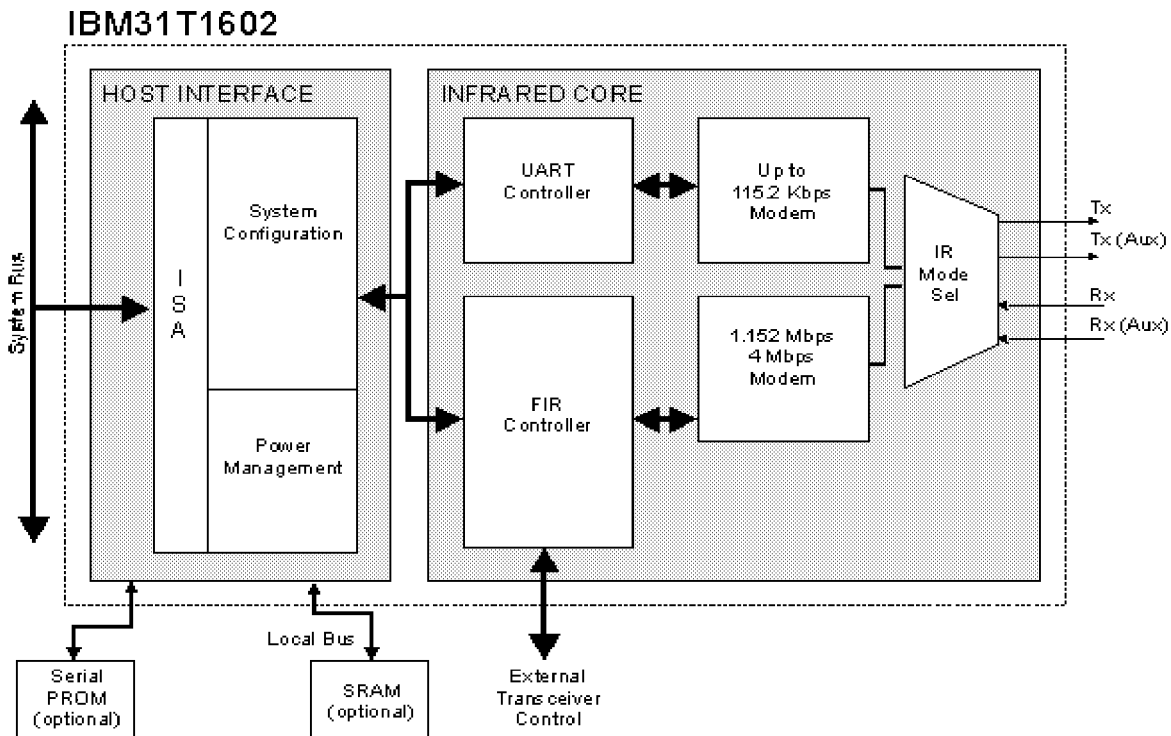 IBM31T1602
HOST INTERFACE
INFRARED CORE
System Bus
I
S
A
System
Configuration
Power
Management
UART
Controller
Up to
115.2 Kbps
Modem
FIR
Controller
1.152 Mbps
4 Mbps
Modem
IR
Mode
Sel
Tx
Tx (Aux)
Rx
Rx (Aux)
Local Bus
Serial
PROM
(optional)
SRAM
(optional)
External
Transceiver
Control